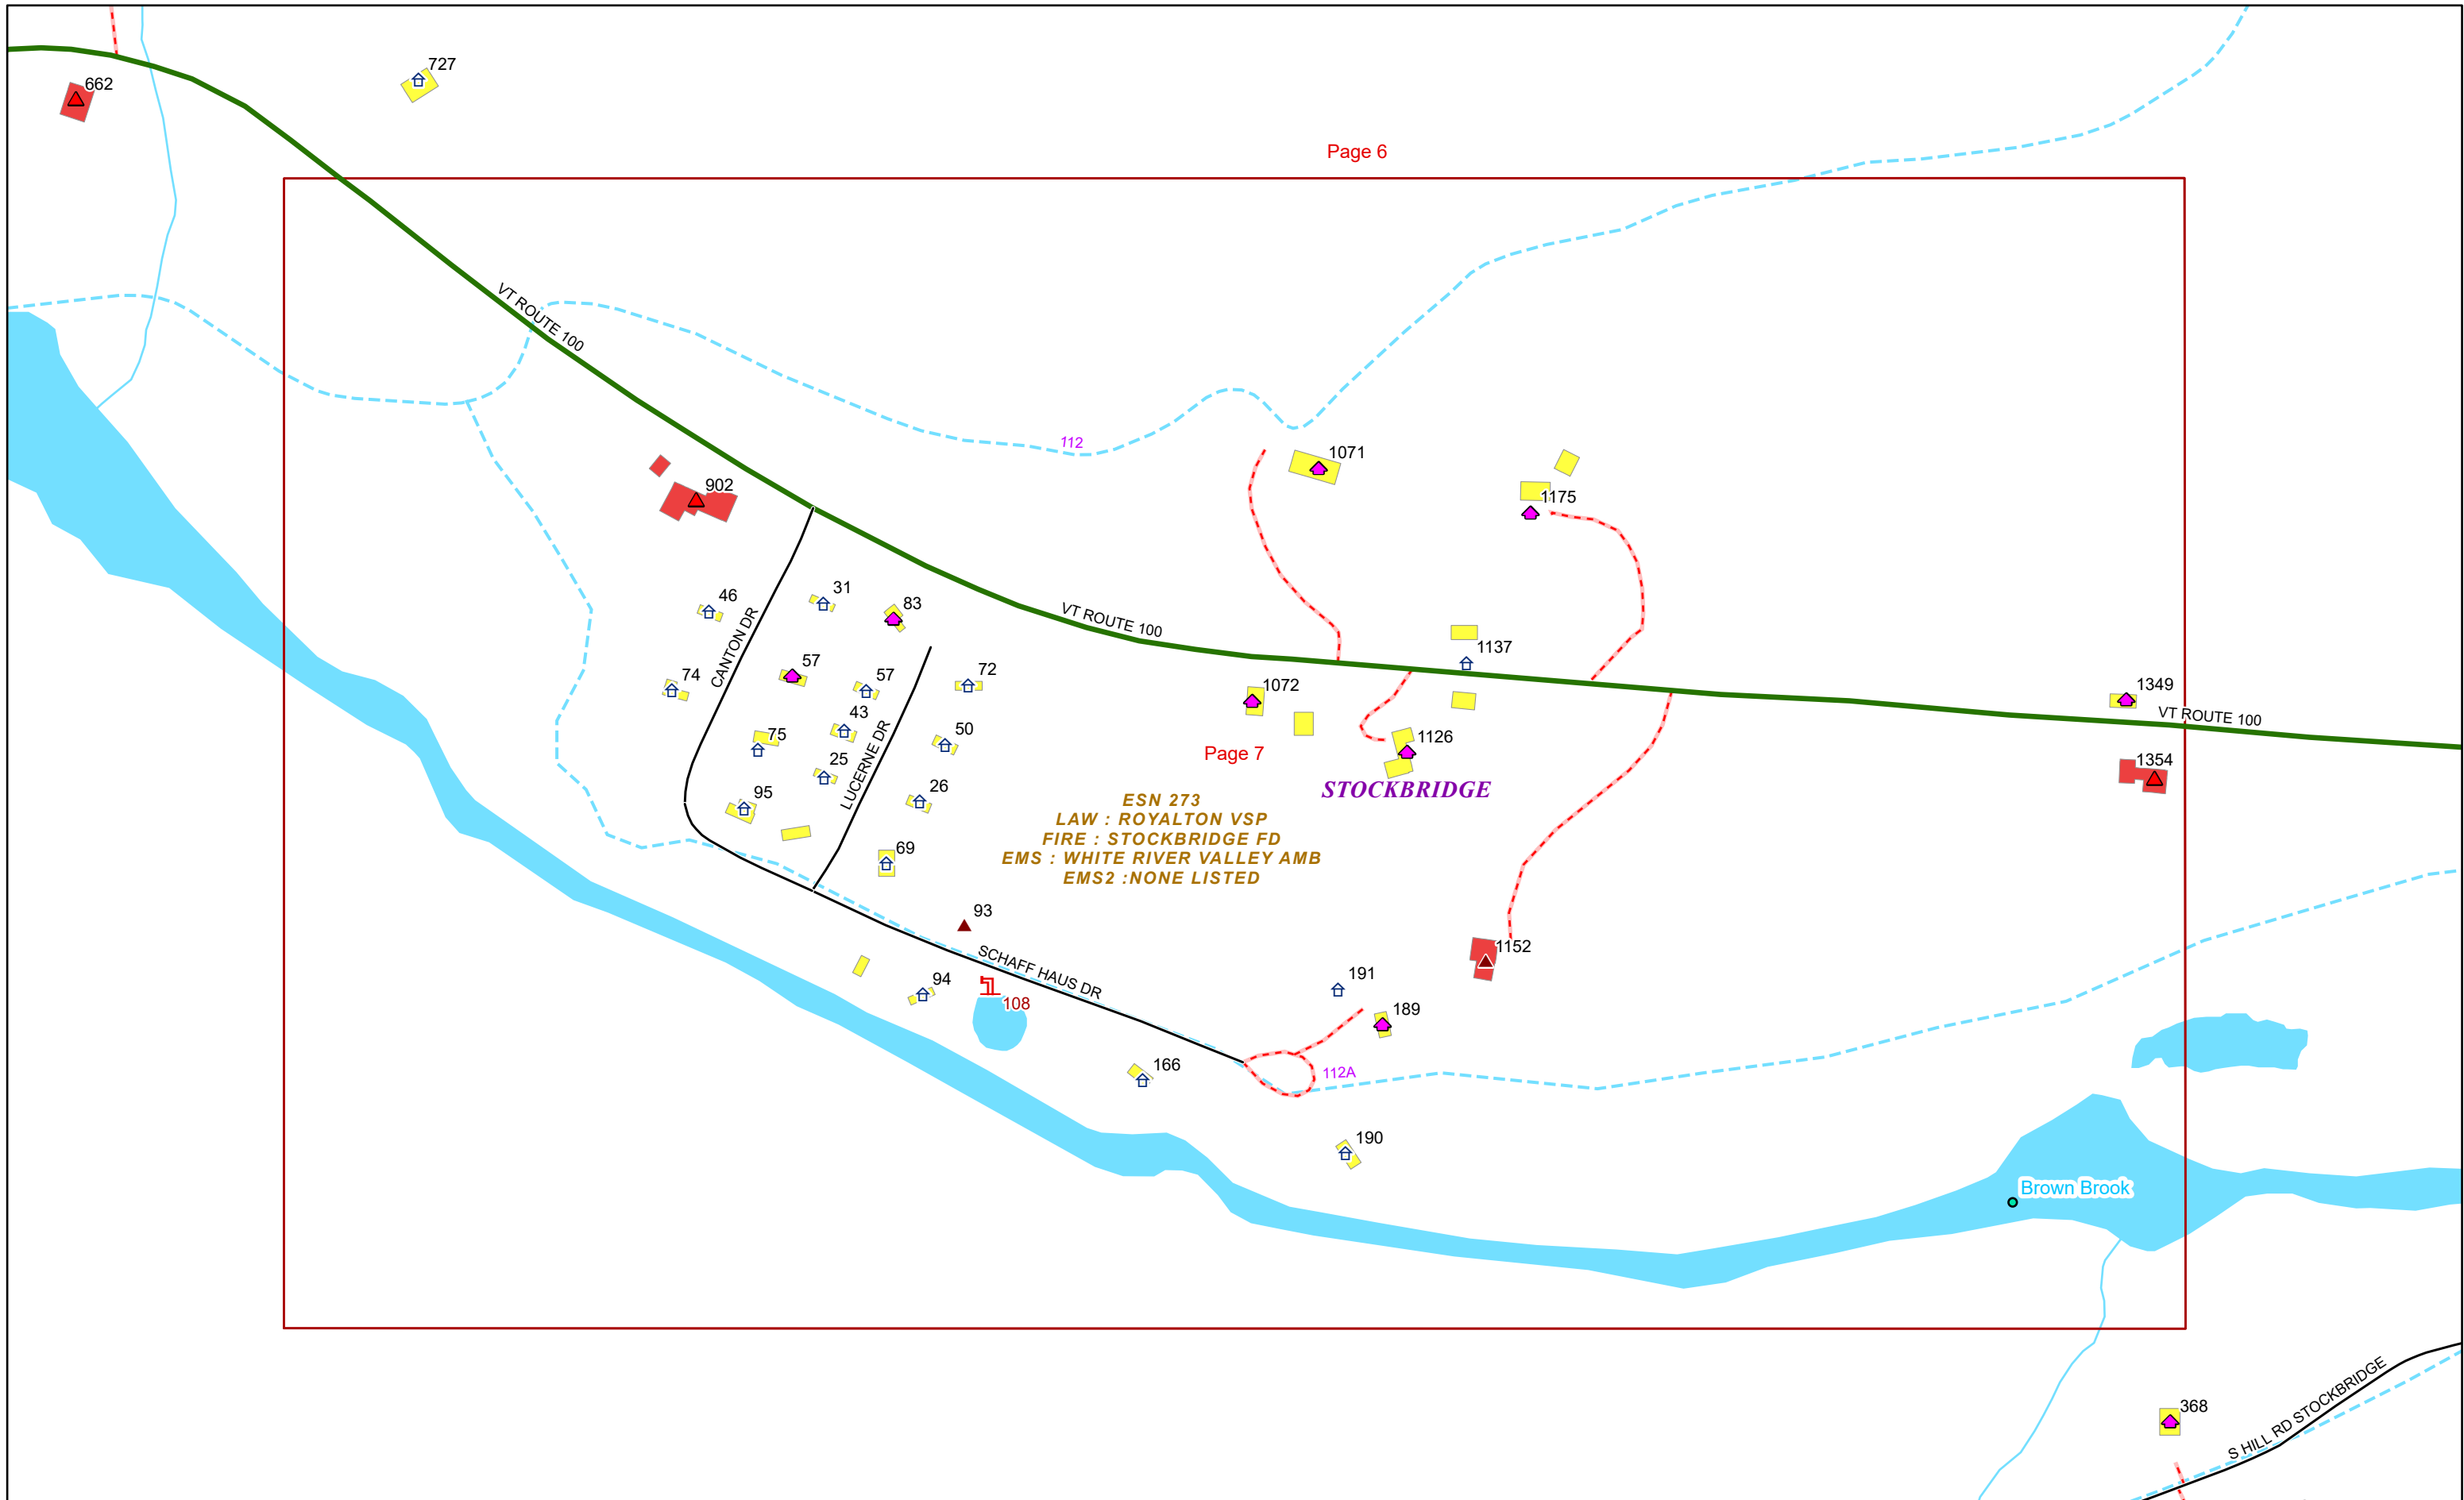 727
662
Page 6
VT ROUTE 100
112
1071
902
1175
46
31
83
VT ROUTE 100
1137
CANTON DR
74
57
57
72
1072
1349
VT ROUTE 100
43
50
75
1126
Page 7
25
LUCERNE DR
1354
STOCKBRIDGE
95
26
ESN 273
LAW : ROYALTON VSP
FIRE : STOCKBRIDGE FD
EMS : WHITE RIVER VALLEY AMB
EMS2 :NONE LISTED
69
93
1152
SCHAFF HAUS DR
94
191
108
189
166
112A
190
Brown Brook
368
S HILL RD STOCKBRIDGE